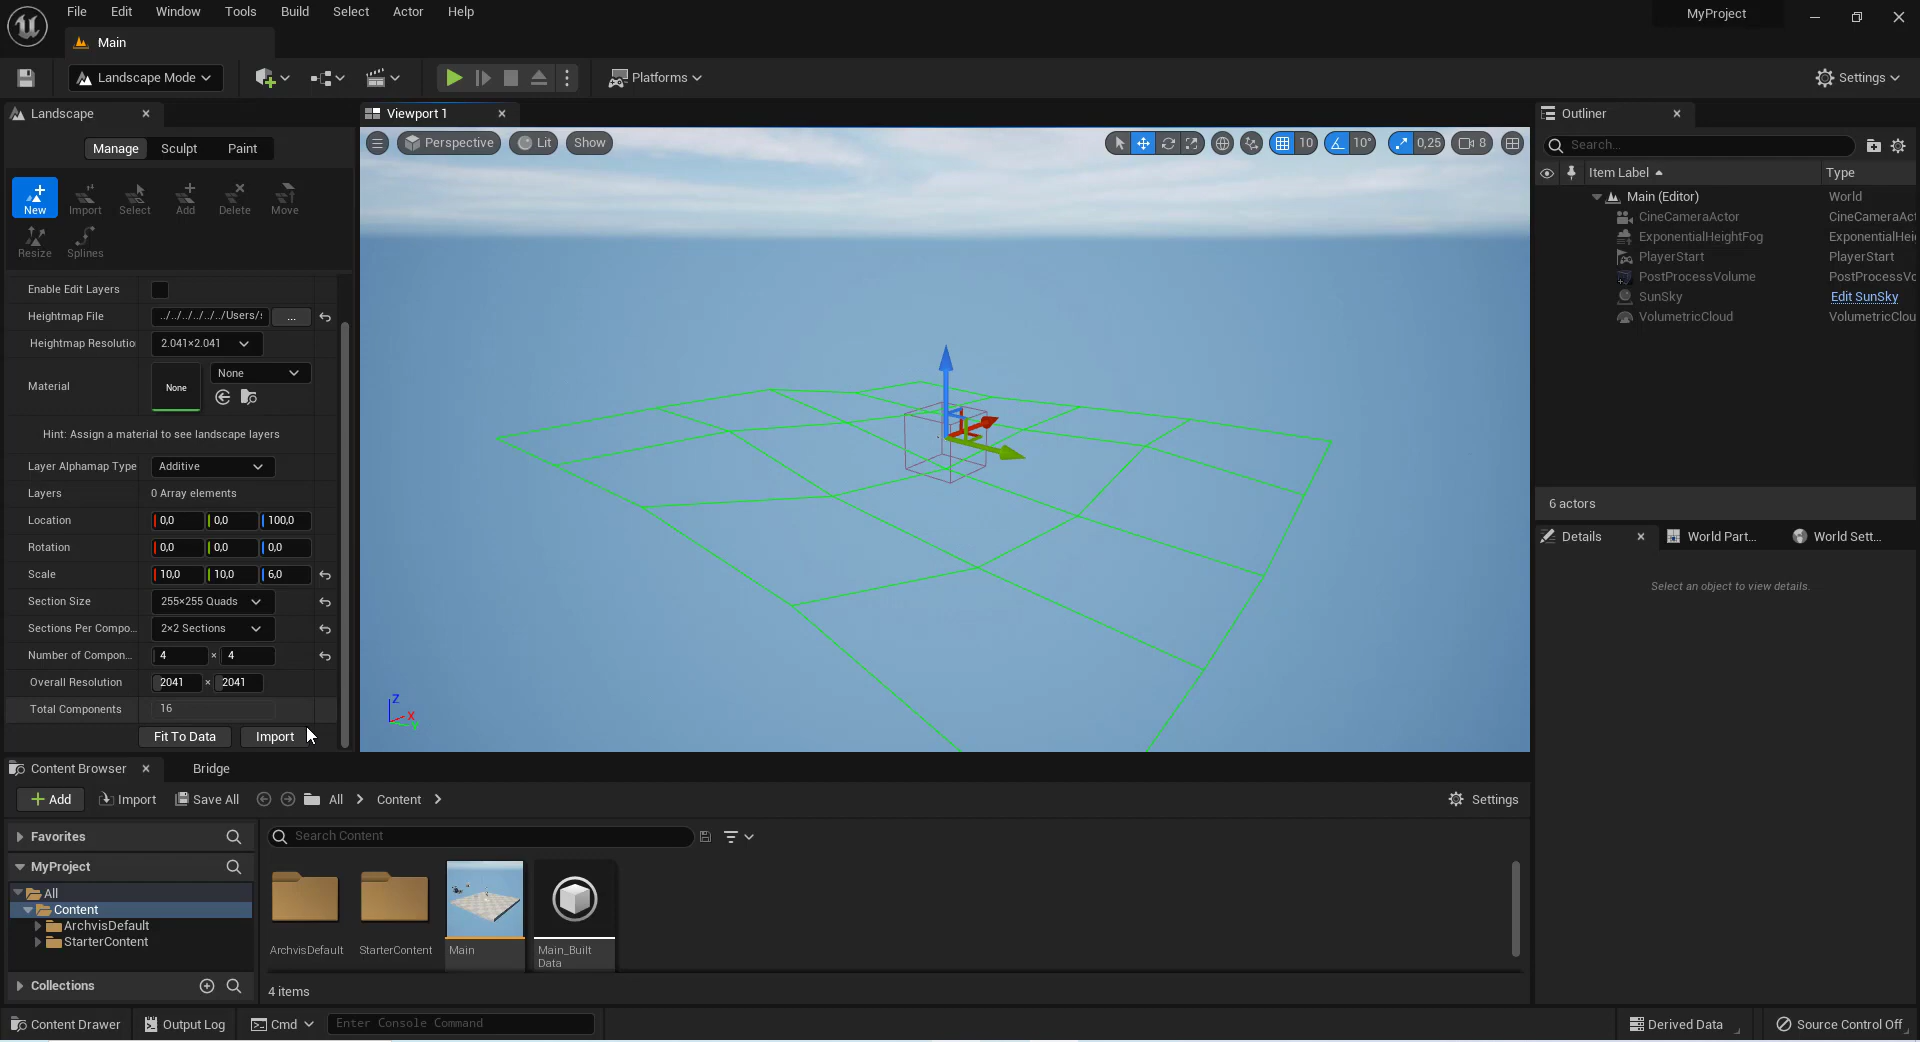 File Edit Window Tools Build Select Actor Help
MyProject
Main
Landscape Mode
Platforms
Settings
Landscape
Manage Sculpt Paint
New Import Select Add Delete Move
Resize Splines
Enable Edit Layers
Heightmap File ../../../../../../Users/ ...
Heightmap Resolutio 2.041×2.041
Material None None
Hint: Assign a material to see landscape layers
Layer Alphamap Type Additive
Layers 0 Array elements
Location 0,0 0,0 100,0
Rotation 0,0 0,0 0,0
Scale 10,0 10,0 6,0
Section Size 255×255 Quads
Sections Per Compo... 2×2 Sections
Number of Compon... 4 × 4
Overall Resolution 2041 × 2041
Total Components 16
Fit To Data Import
Viewport 1
Perspective Lit Show
10 10° 0,25 8
Z
X
Y
Outliner
Search...
Item Label Type
Main (Editor) World
CineCameraActor CineCameraAct
ExponentialHeightFog ExponentialHei
PlayerStart PlayerStart
PostProcessVolume PostProcessVo
SunSky Edit SunSky
VolumetricCloud VolumetricClou
6 actors
Details World Part... World Sett...
Select an object to view details.
Content Browser Bridge
Add Import Save All All Content Settings
Favorites
Search Content
MyProject
All
Content
ArchvisDefault
StarterContent
ArchvisDefault StarterContent Main Main_Built
Data
Collections
4 items
Content Drawer Output Log Cmd Enter Console Command Derived Data Source Control Off